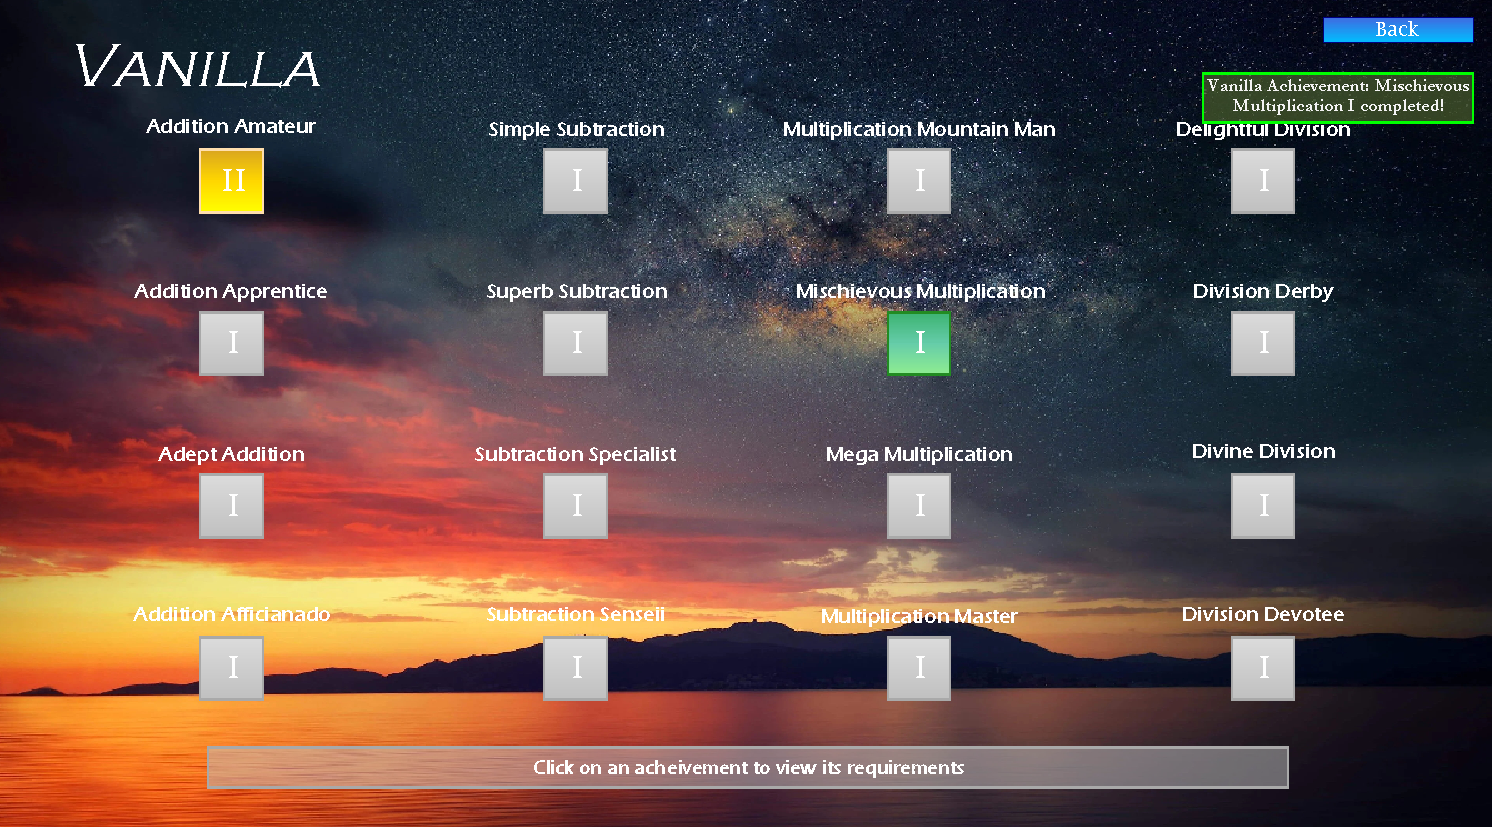 VANILLA
Back
Vanilla Achievement: Mischievous
Multiplication I completed!
Addition Amateur
Simple Subtraction
Multiplication Mountain Man
Delightful Division
II
I
I
I
Addition Apprentice
Superb Subtraction
Mischievous Multiplication
Division Derby
I
I
I
I
Adept Addition
Subtraction Specialist
Mega Multiplication
Divine Division
I
I
I
I
Addition Afficianado
Subtraction Senseii
Multiplication Master
Division Devotee
I
I
I
I
Click on an acheivement to view its requirements